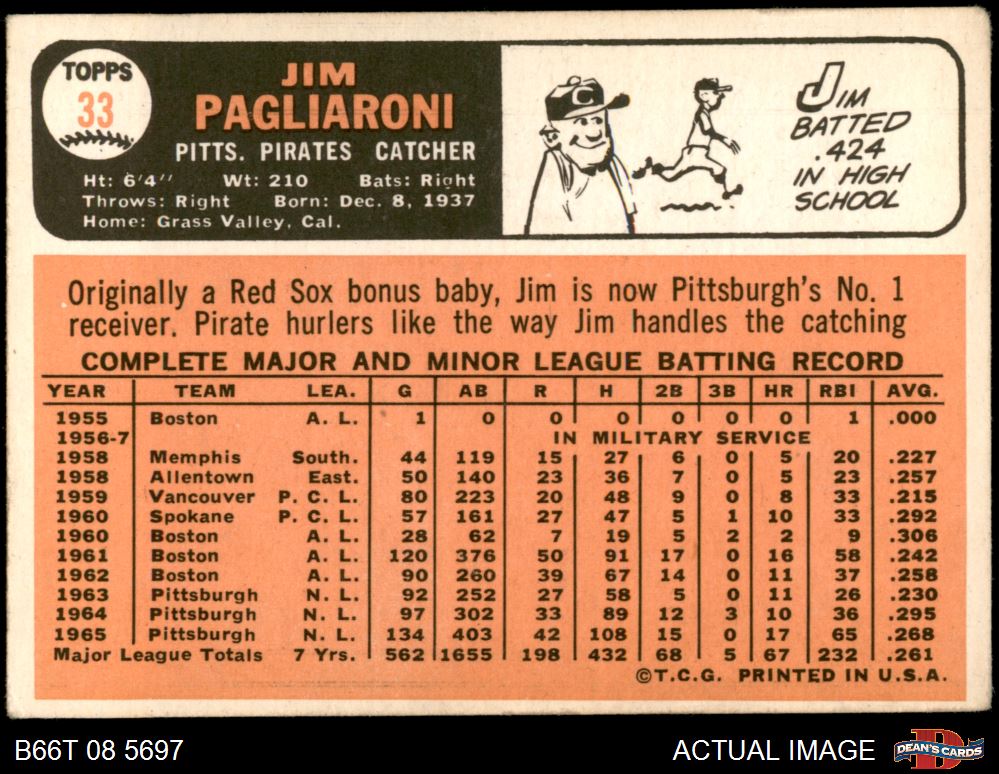 TOPPS
33
JIM
PAGLIARONI
PITTS. PIRATES CATCHER
Ht: 6'4" Wt: 210 Bats: Right
Throws: Right Born: Dec. 8, 1937
Home: Grass Valley, Cal.
C
JIM
BATTED
.424
IN HIGH
SCHOOL
Originally a Red Sox bonus baby, Jim is now Pittsburgh's No. 1
receiver. Pirate hurlers like the way Jim handles the catching
COMPLETE MAJOR AND MINOR LEAGUE BATTING RECORD
YEAR TEAM LEA. G AB R H 2B 3B HR RBI AVG.
1955 Boston A. L. 1 0 0 0 0 0 0 1 .000
1956-7 IN MILITARY SERVICE
1958 Memphis South. 44 119 15 27 6 0 5 20 .227
1958 Allentown East. 50 140 23 36 7 0 5 23 .257
1959 Vancouver P. C. L. 80 223 20 48 9 0 8 33 .215
1960 Spokane P. C. L. 57 161 27 47 5 1 10 33 .292
1960 Boston A. L. 28 62 7 19 5 2 2 9 .306
1961 Boston A. L. 120 376 50 91 17 0 16 58 .242
1962 Boston A. L. 90 260 39 67 14 0 11 37 .258
1963 Pittsburgh N. L. 92 252 27 58 5 0 11 26 .230
1964 Pittsburgh N. L. 97 302 33 89 12 3 10 36 .295
1965 Pittsburgh N. L. 134 403 42 108 15 0 17 65 .268
Major League Totals 7 Yrs. 562 1655 198 432 68 5 67 232 .261
©T.C.G. PRINTED IN U.S.A.
B66T 08 5697
ACTUAL IMAGE
D
DEAN'S CARDS